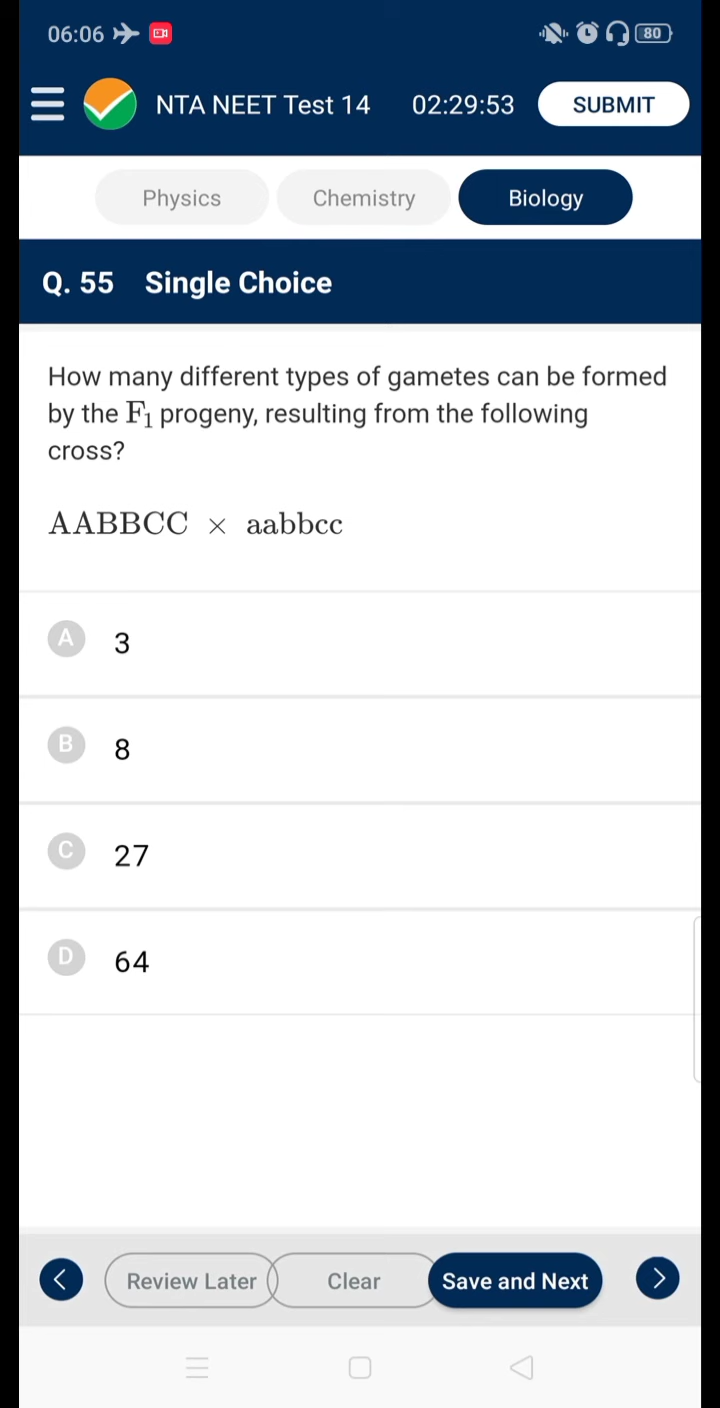 06:06 80
NTA NEET Test 14 02:29:53 SUBMIT
Physics Chemistry Biology
Q. 55 Single Choice
How many different types of gametes can be formed
by the F₁ progeny, resulting from the following
cross?
AABBCC × aabbcc
A 3
B 8
C 27
D 64
Review Later Clear Save and Next